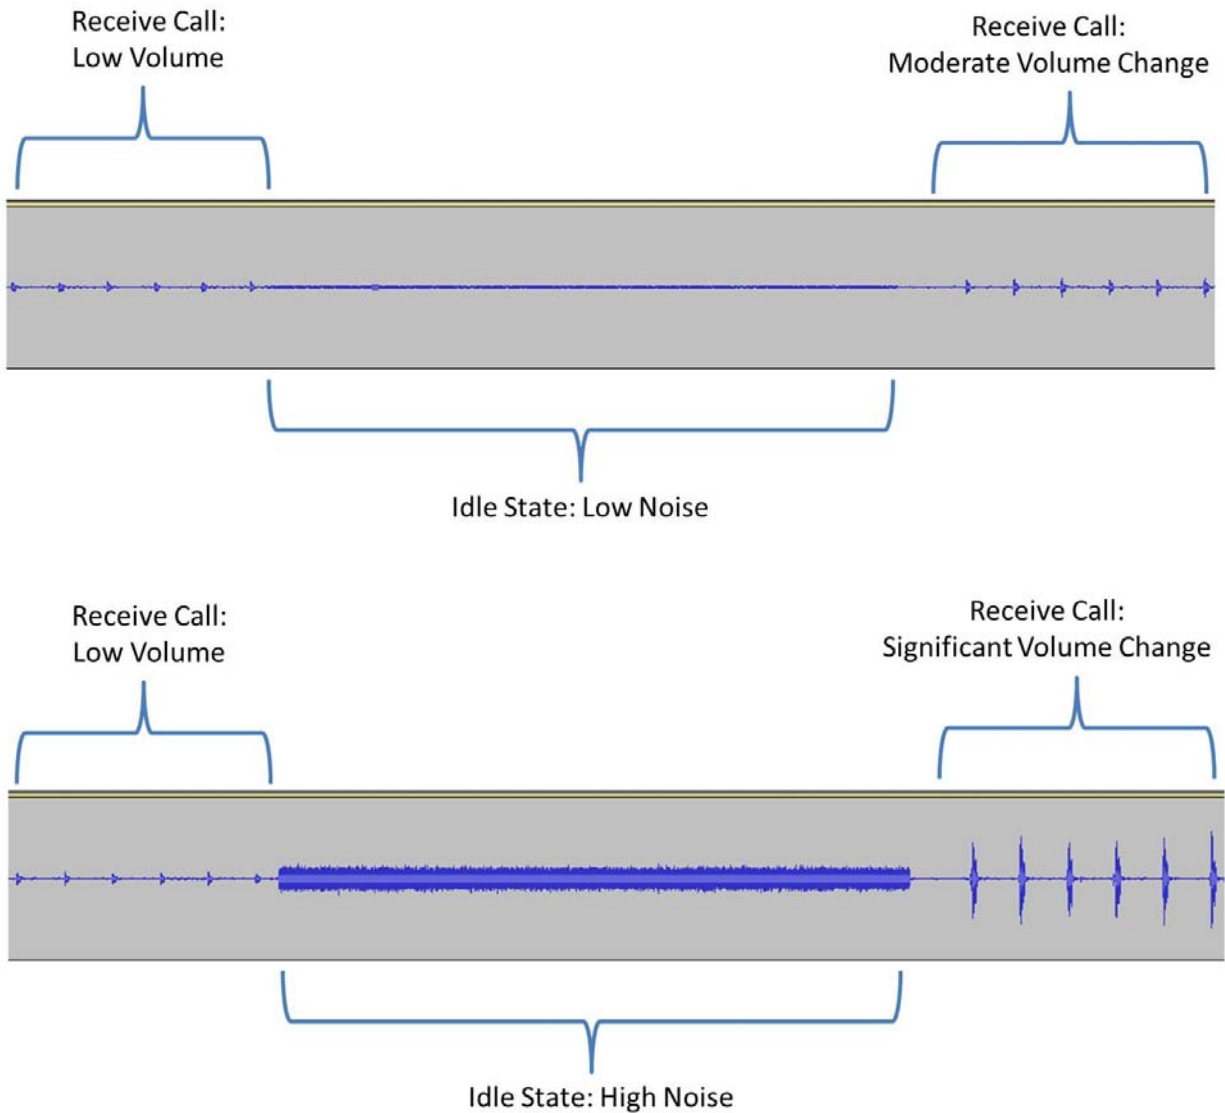 Receive Call:
Low Volume
Receive Call:
Moderate Volume Change
Idle State: Low Noise
Receive Call:
Low Volume
Receive Call:
Significant Volume Change
Idle State: High Noise